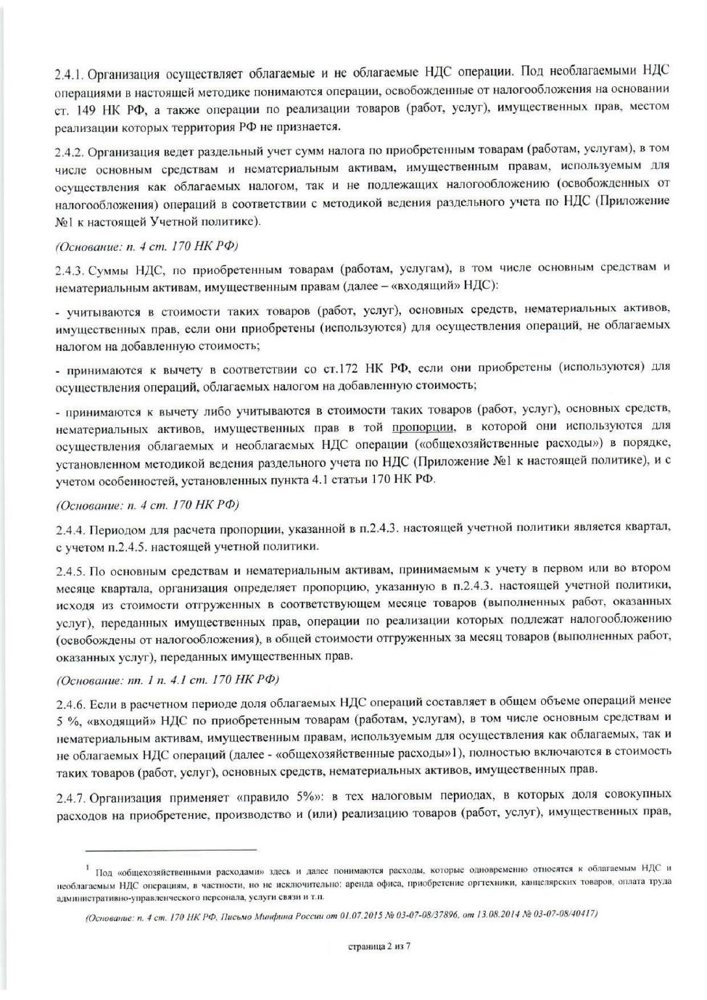 2.4.1. Организация осуществляет облагаемые и не облагаемые НДС операции. Под необлагаемыми НДС
операциями в настоящей методике понимаются операции, освобожденные от налогообложения на основании
ст. 149 НК РФ, а также операции по реализации товаров (работ, услуг), имущественных прав, местом
реализации которых территория РФ не признается.
2.4.2. Организация ведет раздельный учет сумм налога по приобретенным товарам (работам, услугам), в том
числе основным средствам и нематериальным активам, имущественным правам, используемым для
осуществления как облагаемых налогом, так и не подлежащих налогообложению (освобожденных от
налогообложения) операций в соответствии с методикой ведения раздельного учета по НДС (Приложение
№1 к настоящей Учетной политике).
(Основание: п. 4 ст. 170 НК РФ)
2.4.3. Суммы НДС, по приобретенным товарам (работам, услугам), в том числе основным средствам и
нематериальным активам, имущественным правам (далее – «входящий» НДС):
- учитываются в стоимости таких товаров (работ, услуг), основных средств, нематериальных активов,
имущественных прав, если они приобретены (используются) для осуществления операций, не облагаемых
налогом на добавленную стоимость;
- принимаются к вычету в соответствии со ст.172 НК РФ, если они приобретены (используются) для
осуществления операций, облагаемых налогом на добавленную стоимость;
- принимаются к вычету либо учитываются в стоимости таких товаров (работ, услуг), основных средств,
нематериальных активов, имущественных прав в той пропорции, в которой они используются для
осуществления облагаемых и необлагаемых НДС операции («общехозяйственные расходы») в порядке,
установленном методикой ведения раздельного учета по НДС (Приложение №1 к настоящей политике), и с
учетом особенностей, установленных пункта 4.1 статьи 170 НК РФ.
(Основание: п. 4 ст. 170 НК РФ)
2.4.4. Периодом для расчета пропорции, указанной в п.2.4.3. настоящей учетной политики является квартал,
с учетом п.2.4.5. настоящей учетной политики.
2.4.5. По основным средствам и нематериальным активам, принимаемым к учету в первом или во втором
месяце квартала, организация определяет пропорцию, указанную в п.2.4.3. настоящей учетной политики,
исходя из стоимости отгруженных в соответствующем месяце товаров (выполненных работ, оказанных
услуг), переданных имущественных прав, операции по реализации которых подлежат налогообложению
(освобождены от налогообложения), в общей стоимости отгруженных за месяц товаров (выполненных работ,
оказанных услуг), переданных имущественных прав.
(Основание: пп. 1 п. 4.1 ст. 170 НК РФ)
2.4.6. Если в расчетном периоде доля облагаемых НДС операций составляет в общем объеме операций менее
5 %, «входящий» НДС по приобретенным товарам (работам, услугам), в том числе основным средствам и
нематериальным активам, имущественным правам, используемым для осуществления как облагаемых, так и
не облагаемых НДС операций (далее - «общехозяйственные расходы»1), полностью включаются в стоимость
таких товаров (работ, услуг), основных средств, нематериальных активов, имущественных прав.
2.4.7. Организация применяет «правило 5%»: в тех налоговых периодах, в которых доля совокупных
расходов на приобретение, производство и (или) реализацию товаров (работ, услуг), имущественных прав,
1 Под «общехозяйственными расходами» здесь и далее понимаются расходы, которые одновременно относятся к облагаемым НДС и
необлагаемым НДС операциям, в частности, но не исключительно: аренда офиса, приобретение оргтехники, канцелярских товаров, оплата труда
административно-управленческого персонала, услуги связи и т.п.
(Основание: п. 4 ст. 170 НК РФ, Письмо Минфина России от 01.07.2015 № 03-07-08/37896, от 13.08.2014 № 03-07-08/40417)
страница 2 из 7